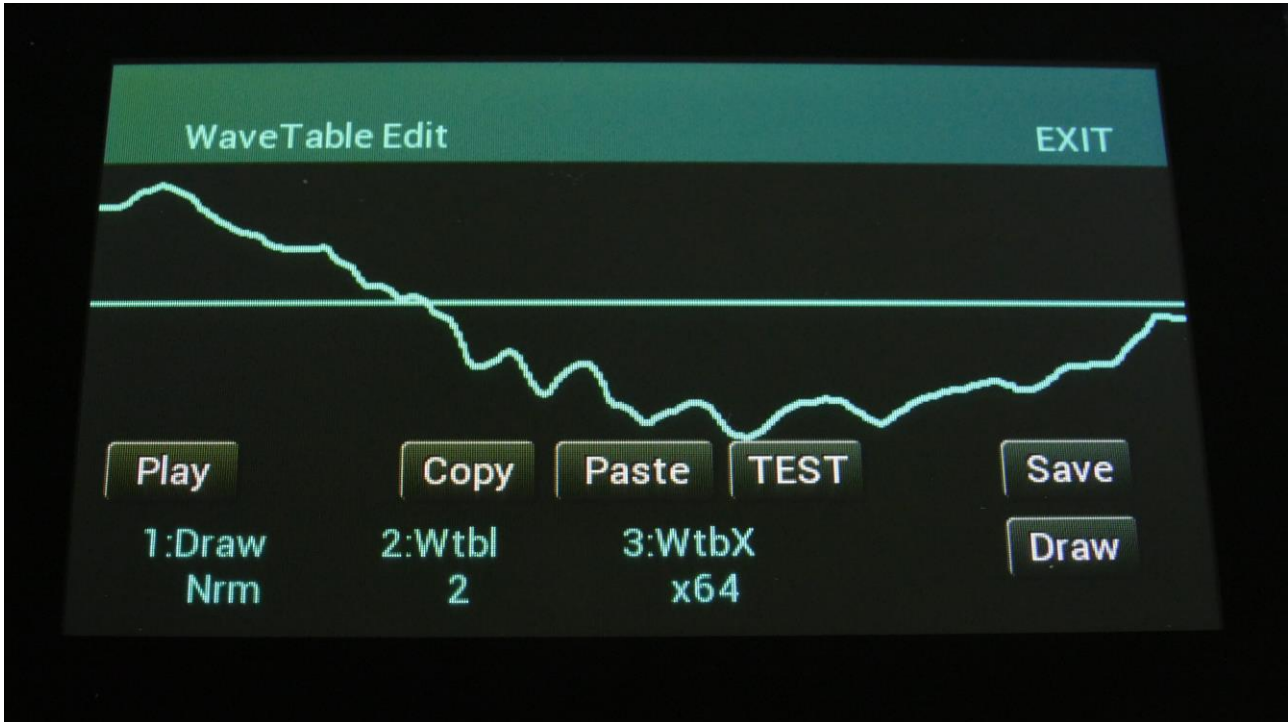 WaveTable Edit EXIT
Play Copy Paste TEST Save
1:Draw 2:Wtbl 3:WtbX Draw
Nrm 2 x64